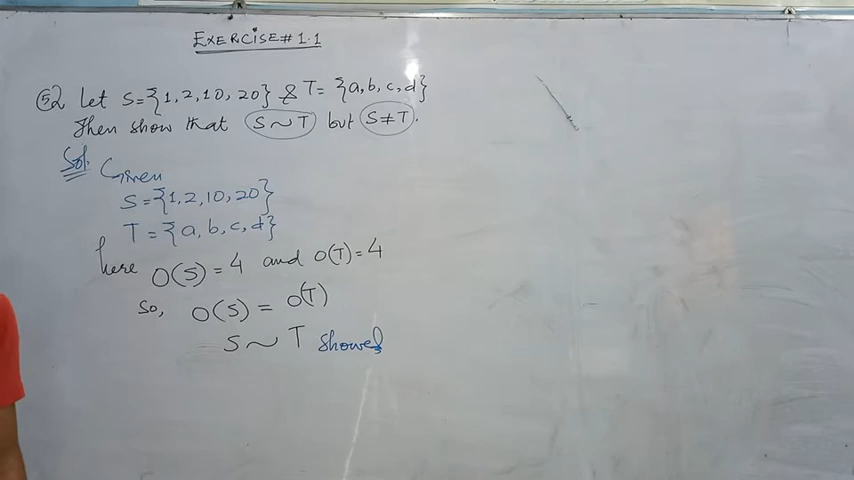 EXERCISE # 1.1
Q2 Let S={1,2,10,20} & T= {a,b,c,d}
Then show that S~T but S≠T.
Sol: Given
S={1,2,10,20}
T={a,b,c,d}
here O(S)=4 and O(T)=4
So, O(S) = O(T)
S~T Showed